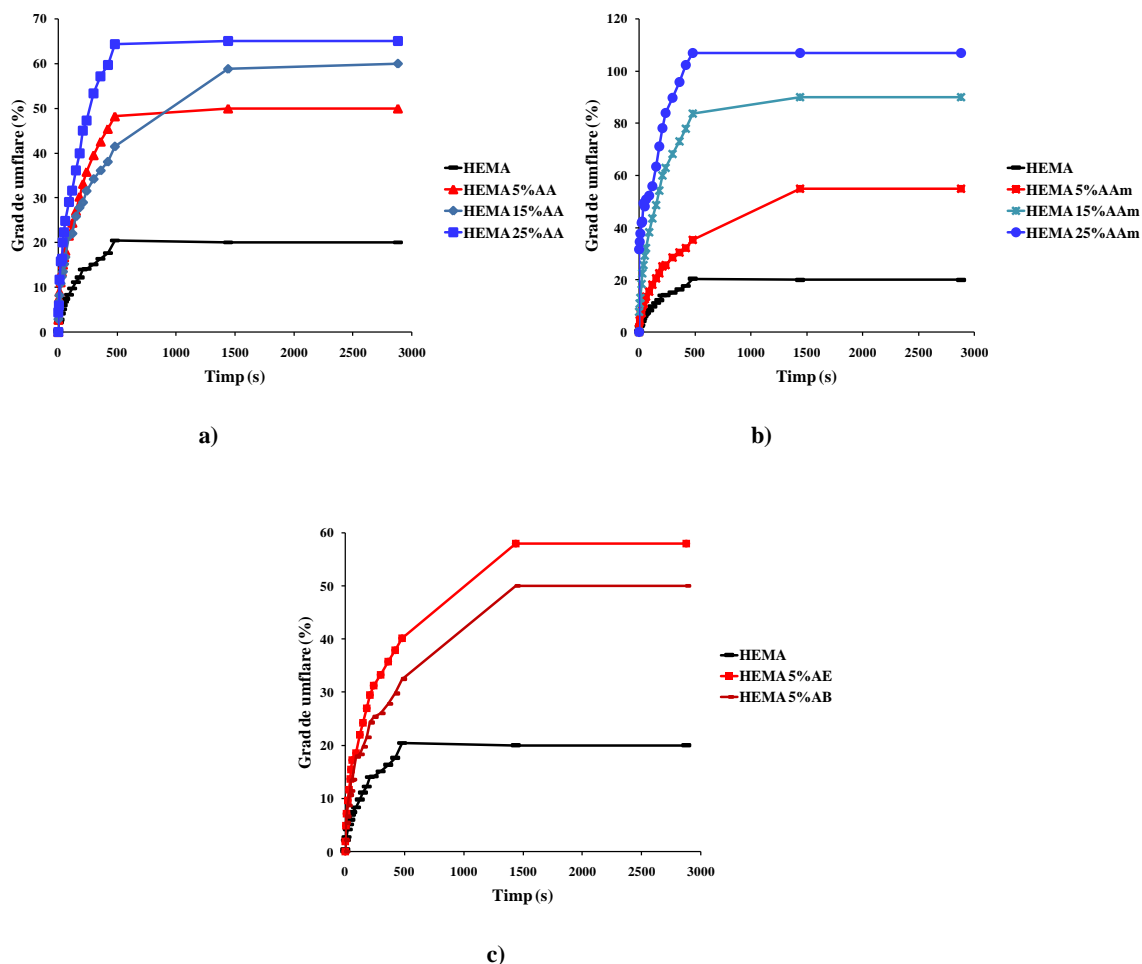 70
60
50
40
30
20
10
0
Grad de umflare (%)
0 500 1000 1500 2000 2500 3000
Timp (s)
HEMA
HEMA 5%AA
HEMA 15%AA
HEMA 25%AA
a)
120
100
80
60
40
20
0
Grad de umflare (%)
0 500 1000 1500 2000 2500 3000
Timp (s)
HEMA
HEMA 5%AAm
HEMA 15%AAm
HEMA 25%AAm
b)
60
50
40
30
20
10
0
Grad de umflare (%)
0 500 1000 1500 2000 2500 3000
Timp (s)
HEMA
HEMA 5%AE
HEMA 5%AB
c)